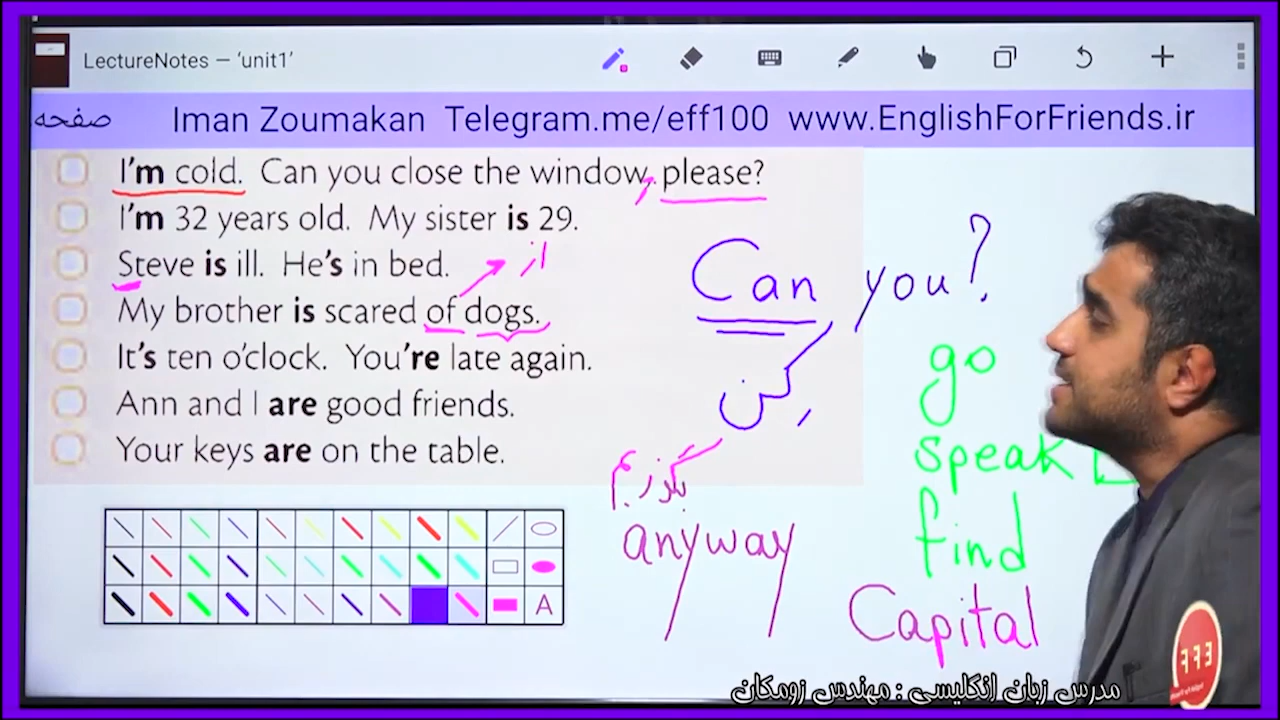 LectureNotes – ‘unit1’
صفحه Iman Zoumakan Telegram.me/eff100 www.EnglishForFriends.ir
I’m cold. Can you close the window, please?
I’m 32 years old. My sister is 29.
Steve is ill. He’s in bed.
از
My brother is scared of dogs.
It’s ten o’clock. You’re late again.
Ann and I are good friends.
Your keys are on the table.
Can you?
go
speak
find
بگذریم
anyway
Capital
A
EFF
مدرس زبان انگلیسی : مهندس زومکان